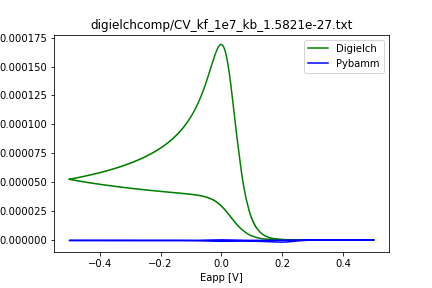 digielchcomp/CV_kf_1e7_kb_1.5821e-27.txt
0.000175
0.000150
0.000125
0.000100
0.000075
0.000050
0.000025
0.000000
Digielch
Pybamm
−0.4 −0.2 0.0 0.2 0.4
Eapp [V]